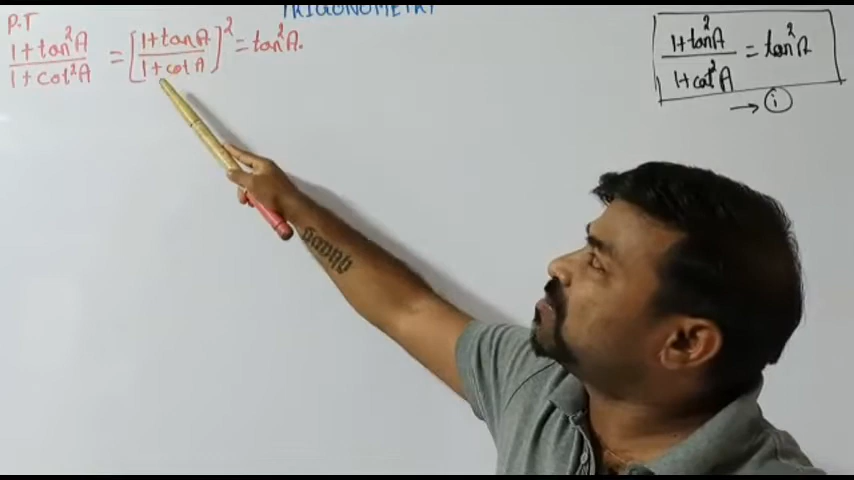 TRIGONOMETRY
P.T
1+tan²A / 1+cot²A = [1+tanA / 1+cotA]² = tan²A.
1+tan²A / 1+cot²A = tan²A
→ (i)